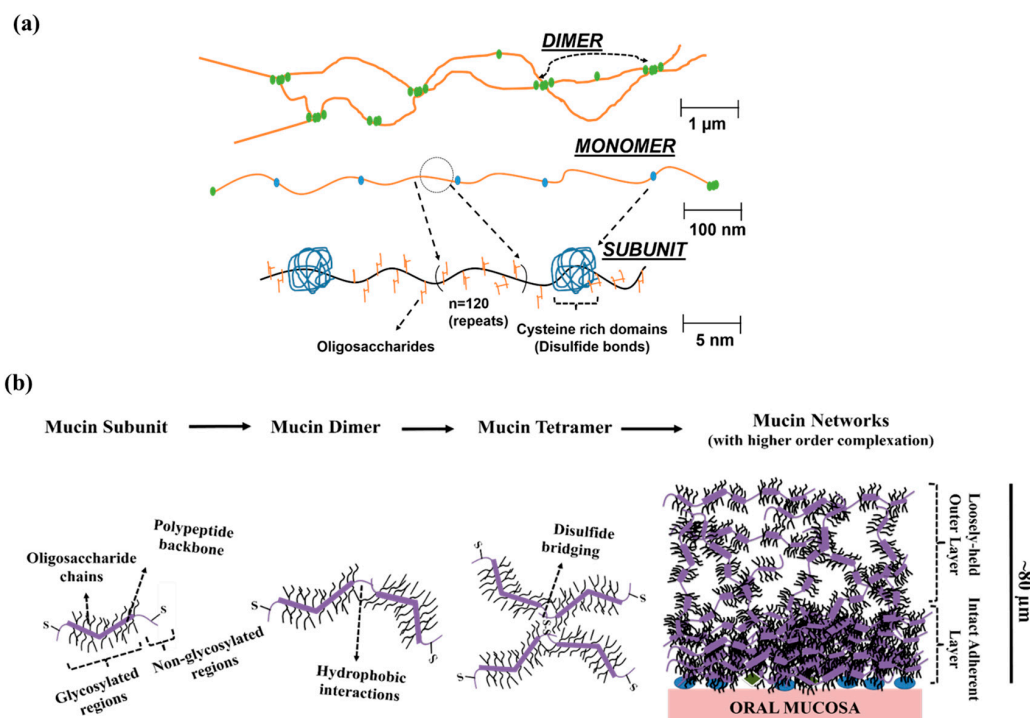 (a)
DIMER
1 µm
MONOMER
100 nm
SUBUNIT
n=120
(repeats)
Oligosaccharides
Cysteine rich domains
(Disulfide bonds)
5 nm
(b)
Mucin Subunit
Mucin Dimer
Mucin Tetramer
Mucin Networks
(with higher order complexation)
Polypeptide
backbone
Oligosaccharide
chains
S
S
Glycosylated
regions
Non-glycosylated
regions
S
S
Hydrophobic
interactions
Disulfide
bridging
S
S
S
S
S
S
Loosely-held
Outer Layer
Intact Adherent
Layer
~80 µm
ORAL MUCOSA